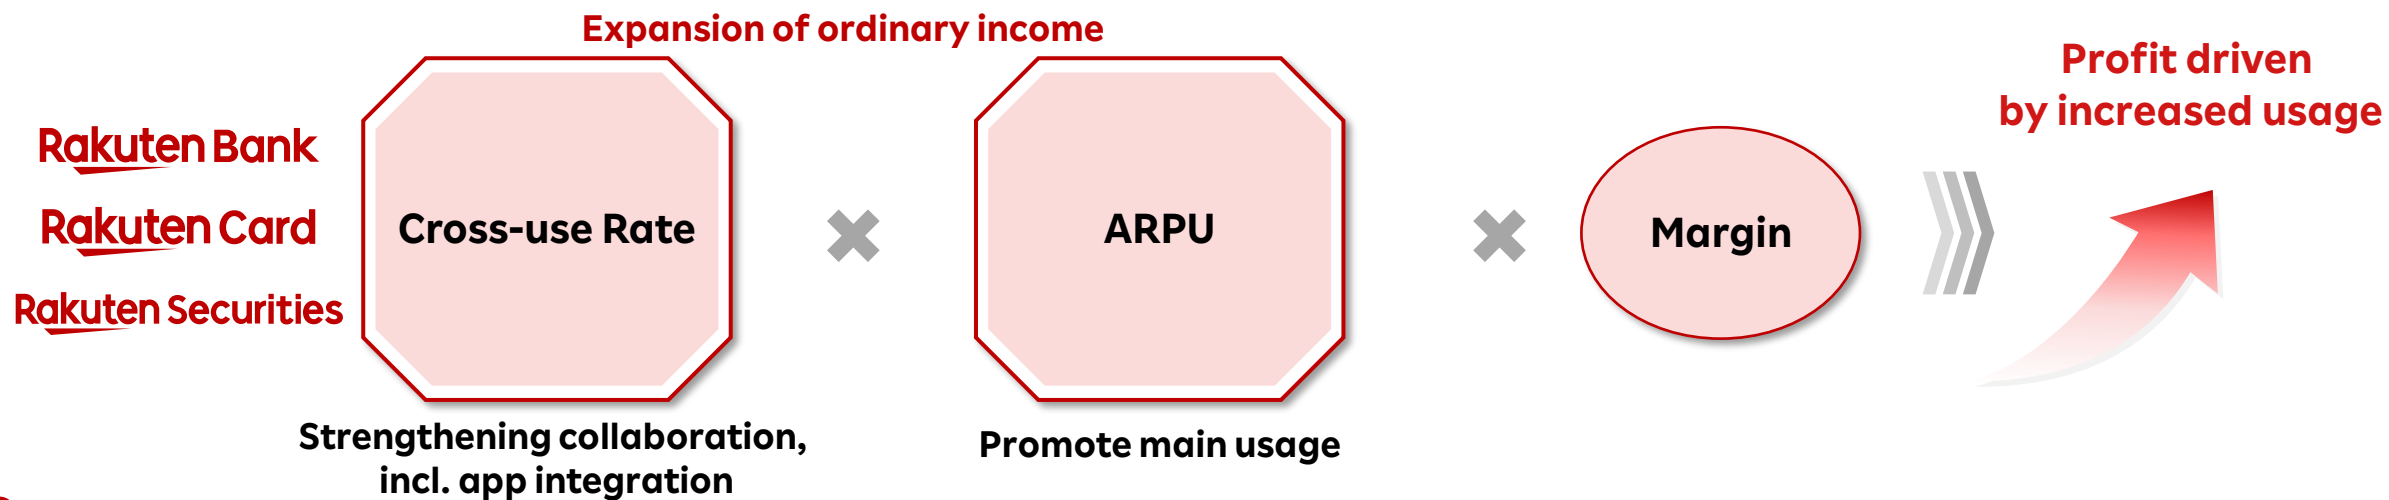 Expansion of ordinary income
Profit driven
by increased usage
Rakuten Bank
Rakuten Card
Rakuten Securities
Cross-use Rate
ARPU
Margin
Strengthening collaboration,
incl. app integration
Promote main usage